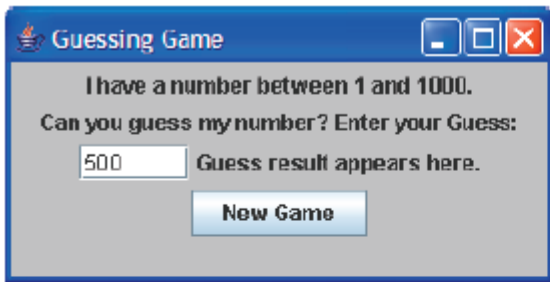 Guessing Game
I have a number between 1 and 1000.
Can you guess my number? Enter your Guess:
500 Guess result appears here.
New Game